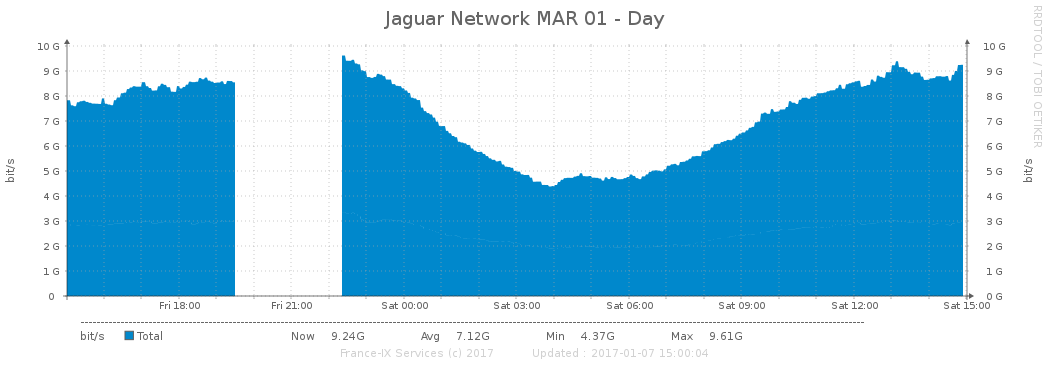 Jaguar Network MAR 01 - Day
RRDTOOL / TOBI OETIKER
10 G 10 G
9 G 9 G
8 G 8 G
7 G 7 G
6 G 6 G
5 G 5 G
4 G 4 G
3 G 3 G
2 G 2 G
1 G 1 G
0 0 G
bit/s
bit/s
Fri 18:00 Fri 21:00 Sat 00:00 Sat 03:00 Sat 06:00 Sat 09:00 Sat 12:00 Sat 15:00
bit/s Total Now 9.24G Avg 7.12G Min 4.37G Max 9.61G
France-IX Services (c) 2017 Updated : 2017-01-07 15:00:04